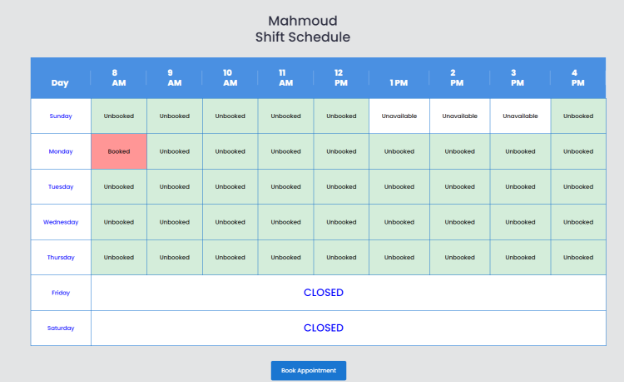 Mahmoud
Shift Schedule
Day 8 AM 9 AM 10 AM 11 AM 12 PM 1 PM 2 PM 3 PM 4 PM
Sunday Unbooked Unbooked Unbooked Unbooked Unbooked Unavailable Unavailable Unavailable Unbooked
Monday Booked Unbooked Unbooked Unbooked Unbooked Unbooked Unbooked Unbooked Unbooked
Tuesday Unbooked Unbooked Unbooked Unbooked Unbooked Unbooked Unbooked Unbooked Unbooked
Wednesday Unbooked Unbooked Unbooked Unbooked Unbooked Unbooked Unbooked Unbooked Unbooked
Thursday Unbooked Unbooked Unbooked Unbooked Unbooked Unbooked Unbooked Unbooked Unbooked
Friday CLOSED
Saturday CLOSED
Book Appointment